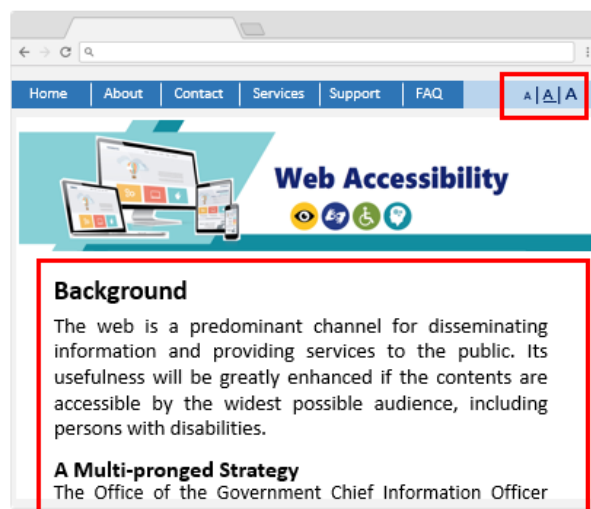 Home About Contact Services Support FAQ A A A
Web Accessibility
Background
The web is a predominant channel for disseminating
information and providing services to the public. Its
usefulness will be greatly enhanced if the contents are
accessible by the widest possible audience, including
persons with disabilities.
A Multi-pronged Strategy
The Office of the Government Chief Information Officer